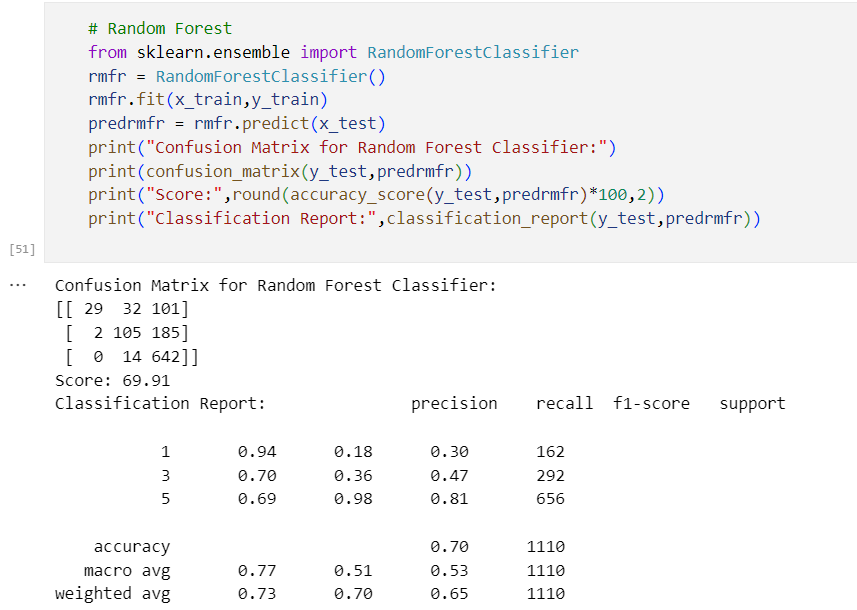 # Random Forest
from sklearn.ensemble import RandomForestClassifier
rmfr = RandomForestClassifier()
rmfr.fit(x_train,y_train)
predrmfr = rmfr.predict(x_test)
print("Confusion Matrix for Random Forest Classifier:")
print(confusion_matrix(y_test,predrmfr))
print("Score:",round(accuracy_score(y_test,predrmfr)*100,2))
print("Classification Report:",classification_report(y_test,predrmfr))
[51]
... Confusion Matrix for Random Forest Classifier:
[[ 29  32 101]
 [  2 105 185]
 [  0  14 642]]
Score: 69.91
Classification Report:               precision    recall  f1-score   support
           1       0.94      0.18      0.30       162
           3       0.70      0.36      0.47       292
           5       0.69      0.98      0.81       656
    accuracy                           0.70      1110
   macro avg       0.77      0.51      0.53      1110
weighted avg       0.73      0.70      0.65      1110